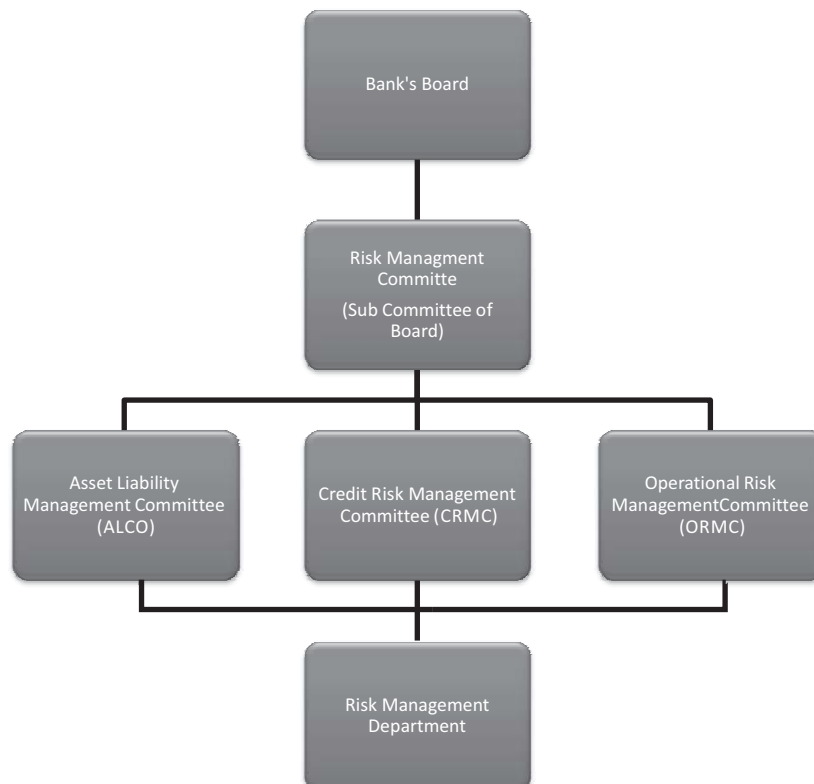 Bank's Board
Risk Managment
Committe
(Sub Committee of
Board)
Asset Liability
Management Committee
(ALCO)
Credit Risk Management
Committee (CRMC)
Operational Risk
ManagementCommittee
(ORMC)
Risk Management
Department